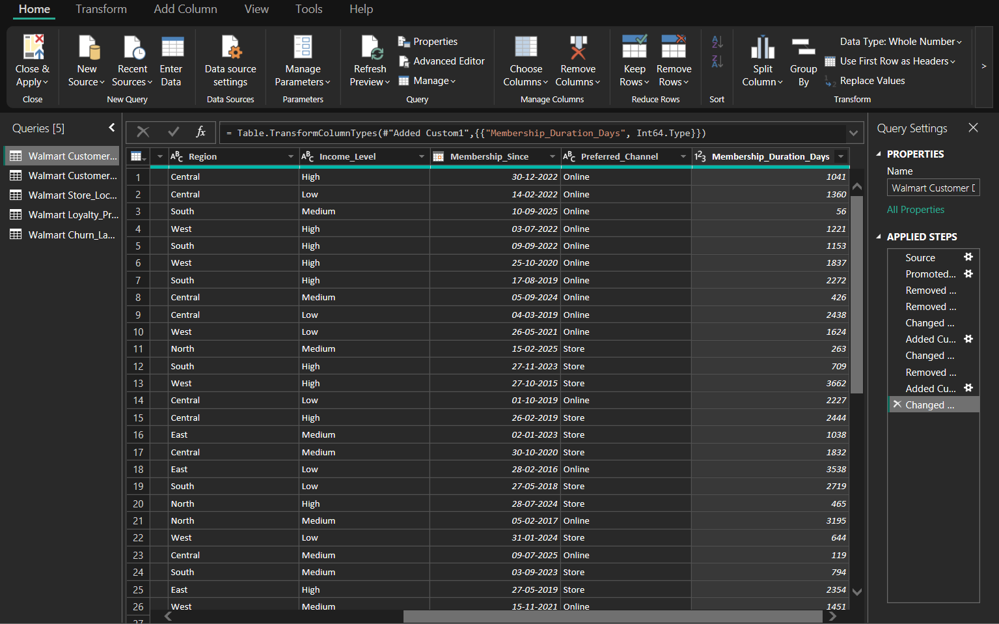 Home Transform Add Column View Tools Help
Close & Apply
New Source
Recent Sources
Enter Data
Data source settings
Manage Parameters
Refresh Preview
Properties
Advanced Editor
Manage
Choose Columns
Remove Columns
Keep Rows
Remove Rows
Split Column
Group By
Data Type: Whole Number
Use First Row as Headers
Replace Values
Close New Query Data Sources Parameters Query Manage Columns Reduce Rows Sort Transform
Queries [5]
Walmart Customer...
Walmart Customer...
Walmart Store_Loc...
Walmart Loyalty_Pr...
Walmart Churn_La...
fx = Table.TransformColumnTypes(#"Added Custom1",{{"Membership_Duration_Days", Int64.Type}})
Region Income_Level Membership_Since Preferred_Channel Membership_Duration_Days
1 Central High 30-12-2022 Online 1041
2 Central Low 14-02-2022 Online 1360
3 South Medium 10-09-2025 Online 56
4 West High 03-07-2022 Online 1221
5 South High 09-09-2022 Online 1153
6 West High 25-10-2020 Online 1837
7 South High 17-08-2019 Online 2272
8 Central Medium 05-09-2024 Online 426
9 Central Low 04-03-2019 Online 2438
10 West Low 26-05-2021 Online 1624
11 North Medium 15-02-2025 Store 263
12 South High 27-11-2023 Store 709
13 West High 27-10-2015 Store 3662
14 Central Low 01-10-2019 Online 2227
15 Central High 26-02-2019 Store 2444
16 East Medium 02-01-2023 Store 1038
17 Central Medium 30-10-2020 Store 1832
18 East Low 28-02-2016 Online 3538
19 South Low 27-05-2018 Store 2719
20 North High 28-07-2024 Store 465
21 North Medium 05-02-2017 Online 3195
22 West Low 31-01-2024 Store 644
23 Central Medium 09-07-2025 Online 119
24 South Medium 03-09-2023 Store 794
25 East High 27-05-2019 Store 2354
26 West Medium 15-11-2021 Online 1451
27
Query Settings
PROPERTIES
Name
Walmart Customer D
All Properties
APPLIED STEPS
Source
Promoted...
Removed ...
Removed ...
Changed ...
Added Cu...
Changed ...
Removed ...
Added Cu...
Changed ...